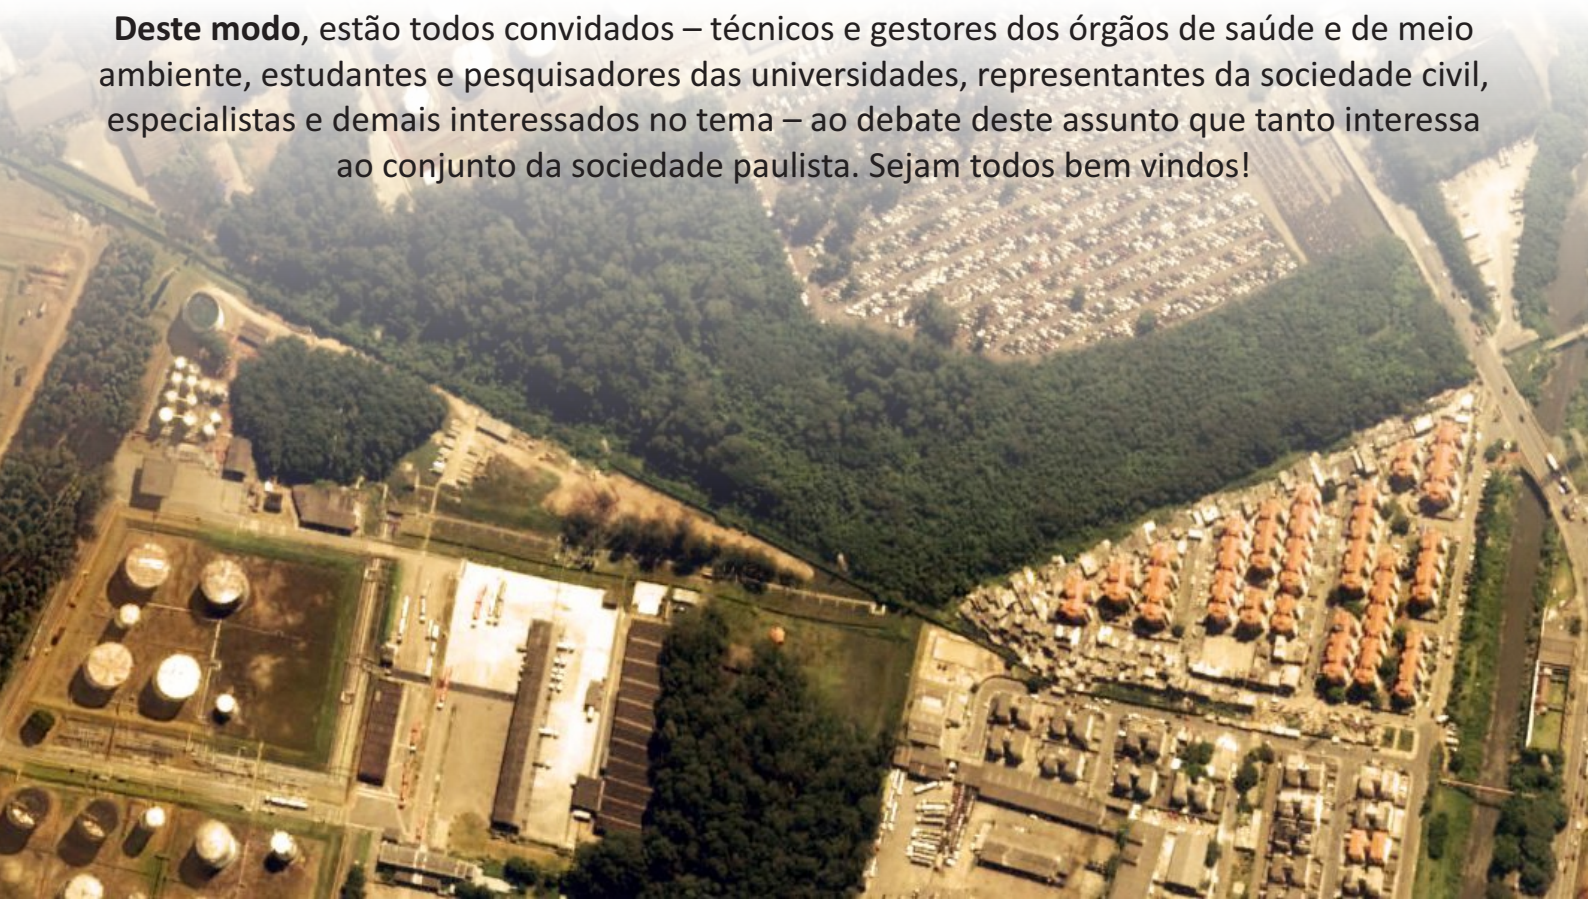 Deste modo, estão todos convidados – técnicos e gestores dos órgãos de saúde e de meio
ambiente, estudantes e pesquisadores das universidades, representantes da sociedade civil,
especialistas e demais interessados no tema – ao debate deste assunto que tanto interessa
ao conjunto da sociedade paulista. Sejam todos bem vindos!